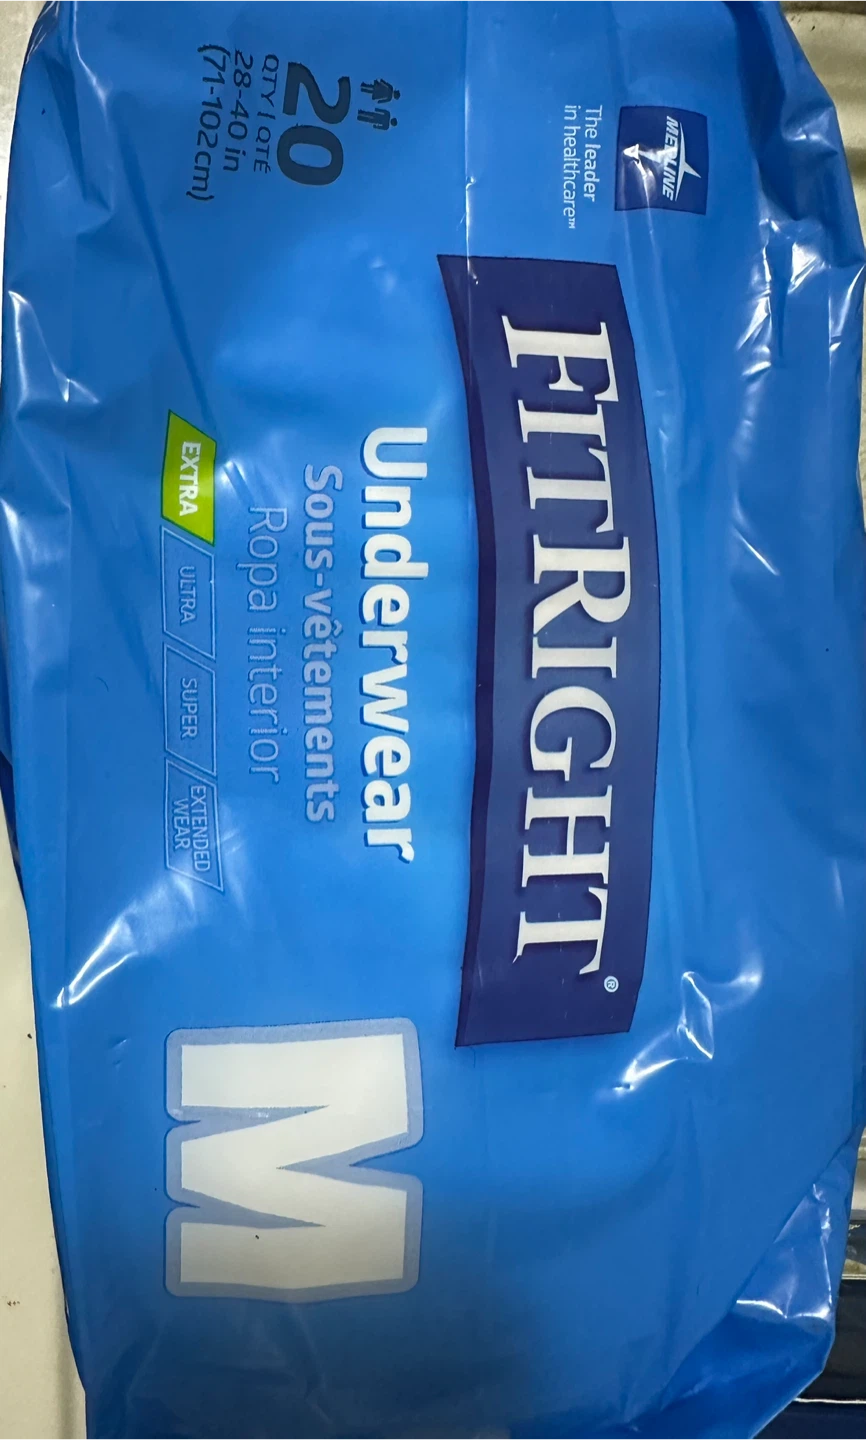 MEDLINE
The leader
in healthcare™
FITRIGHT®
Underwear
Sous-vêtements
Ropa interior
20
QTY | QTÉ
28-40 in
(71-102cm)
EXTRA
ULTRA
SUPER
EXTENDED
WEAR
M